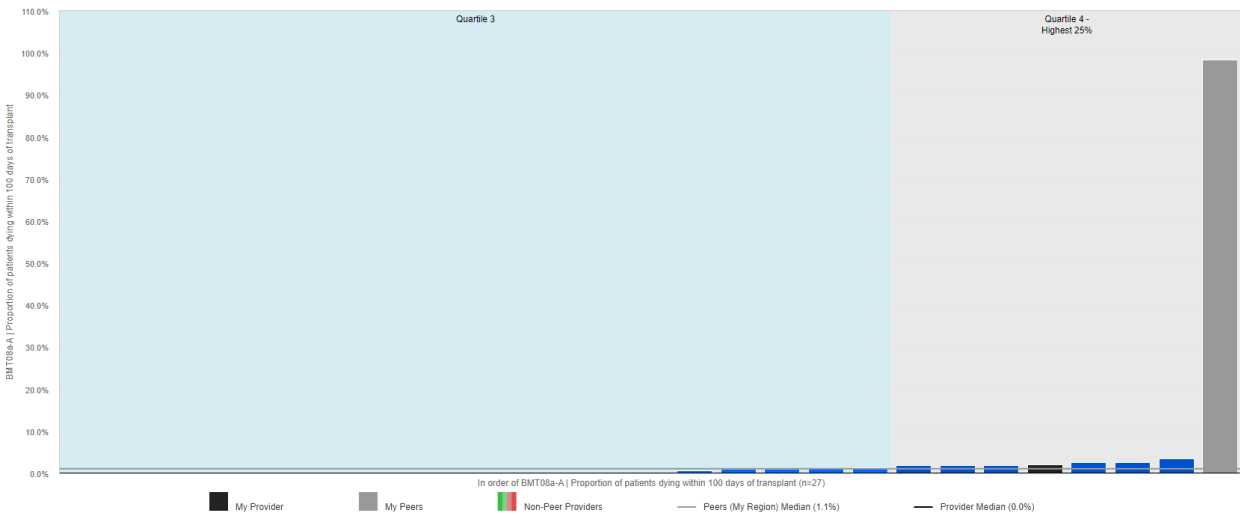 110.0%
Quartile 3
Quartile 4 -
Highest 25%
100.0%
90.0%
80.0%
70.0%
60.0%
50.0%
40.0%
30.0%
20.0%
10.0%
0.0%
BMT08a-A | Proportion of patients dying within 100 days of transplant
In order of BMT08a-A | Proportion of patients dying within 100 days of transplant (n=27)
My Provider
My Peers
Non-Peer Providers
Peers (My Region) Median (1.1%)
Provider Median (0.0%)